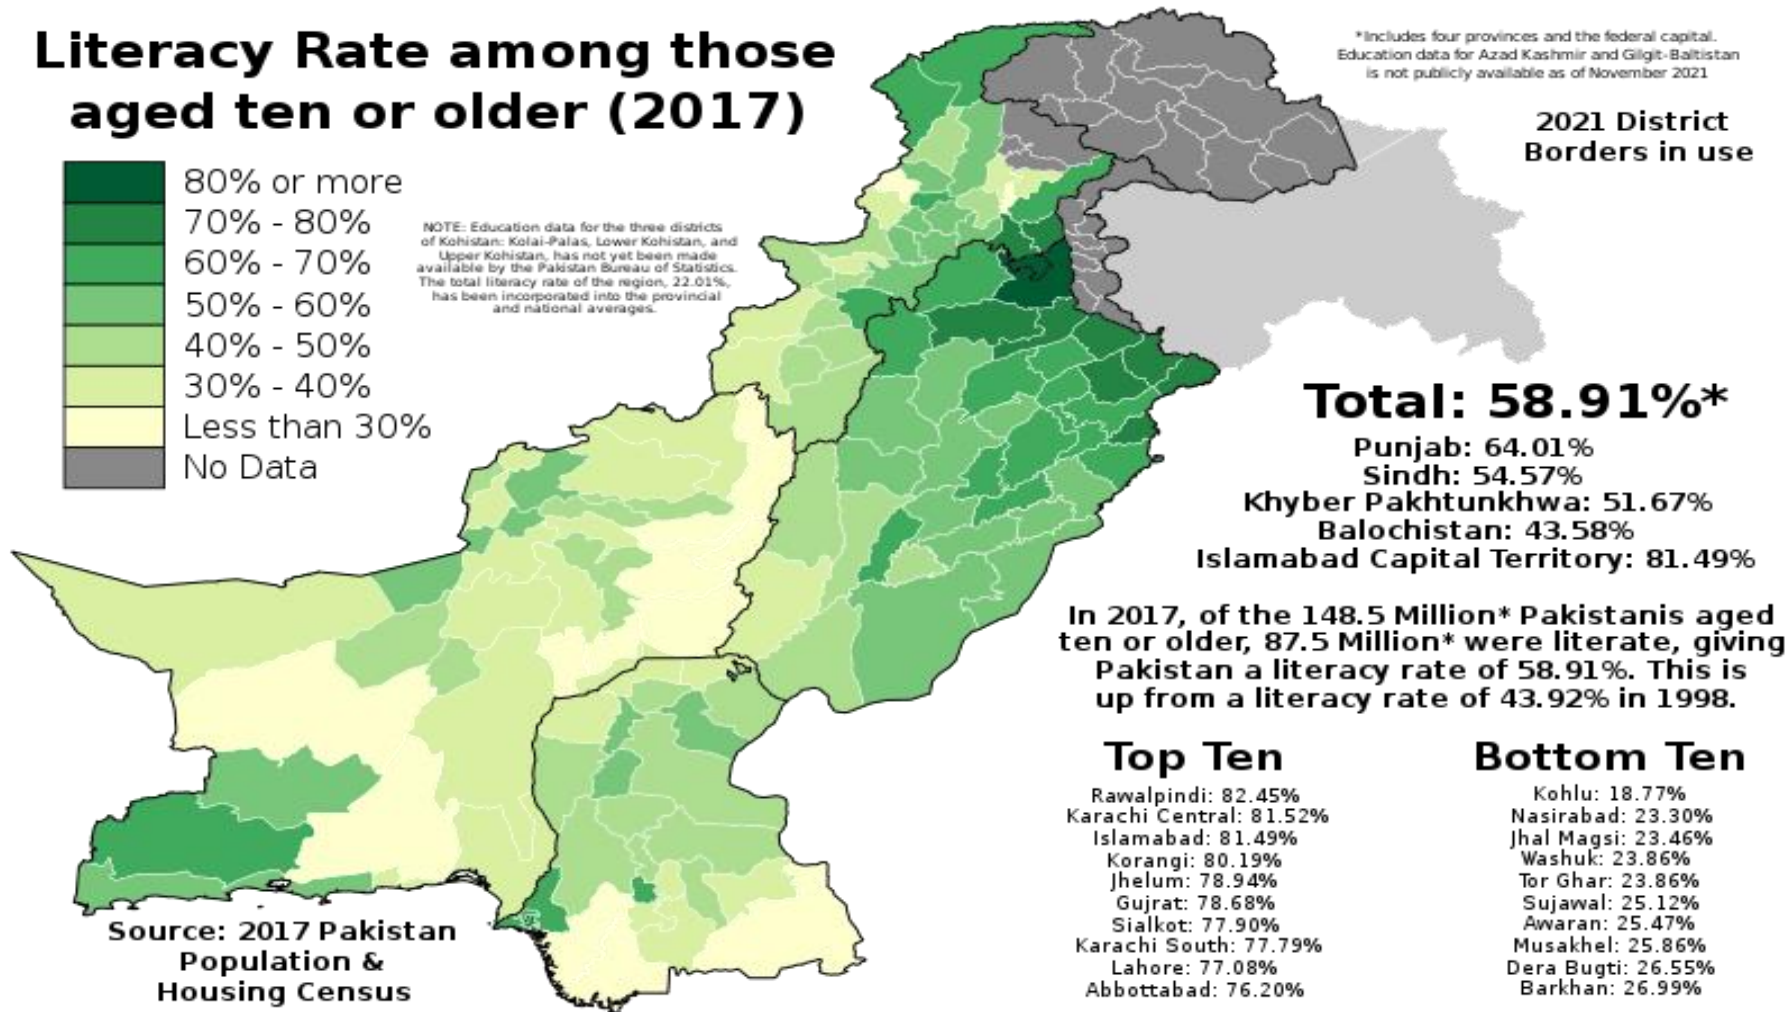 Literacy Rate among those
aged ten or older (2017)
80% or more
70% - 80%
60% - 70%
50% - 60%
40% - 50%
30% - 40%
Less than 30%
No Data
NOTE: Education data for the three districts
of Kohistan: Kolai-Palas, Lower Kohistan, and
Upper Kohistan, has not yet been made
available by the Pakistan Bureau of Statistics.
The total literacy rate of the region, 22.01%,
has been incorporated into the provincial
and national averages.
*Includes four provinces and the federal capital.
Education data for Azad Kashmir and Gilgit-Baltistan
is not publicly available as of November 2021
2021 District
Borders in use
Total: 58.91%*
Punjab: 64.01%
Sindh: 54.57%
Khyber Pakhtunkhwa: 51.67%
Balochistan: 43.58%
Islamabad Capital Territory: 81.49%
In 2017, of the 148.5 Million* Pakistanis aged
ten or older, 87.5 Million* were literate, giving
Pakistan a literacy rate of 58.91%. This is
up from a literacy rate of 43.92% in 1998.
Top Ten
Rawalpindi: 82.45%
Karachi Central: 81.52%
Islamabad: 81.49%
Korangi: 80.19%
Jhelum: 78.94%
Gujrat: 78.68%
Sialkot: 77.90%
Karachi South: 77.79%
Lahore: 77.08%
Abbottabad: 76.20%
Bottom Ten
Kohlu: 18.77%
Nasirabad: 23.30%
Jhal Magsi: 23.46%
Washuk: 23.86%
Tor Ghar: 23.86%
Sujawal: 25.12%
Awaran: 25.47%
Musakhel: 25.86%
Dera Bugti: 26.55%
Barkhan: 26.99%
Source: 2017 Pakistan
Population &
Housing Census